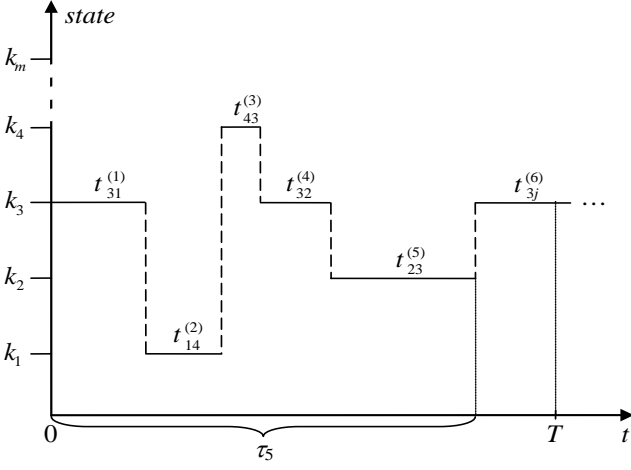 state
k_m
t_{43}^{(3)}
k_4
t_{31}^{(1)} t_{32}^{(4)} t_{3j}^{(6)}
k_3 ...
t_{23}^{(5)}
k_2
t_{14}^{(2)}
k_1
0 T t
τ_5